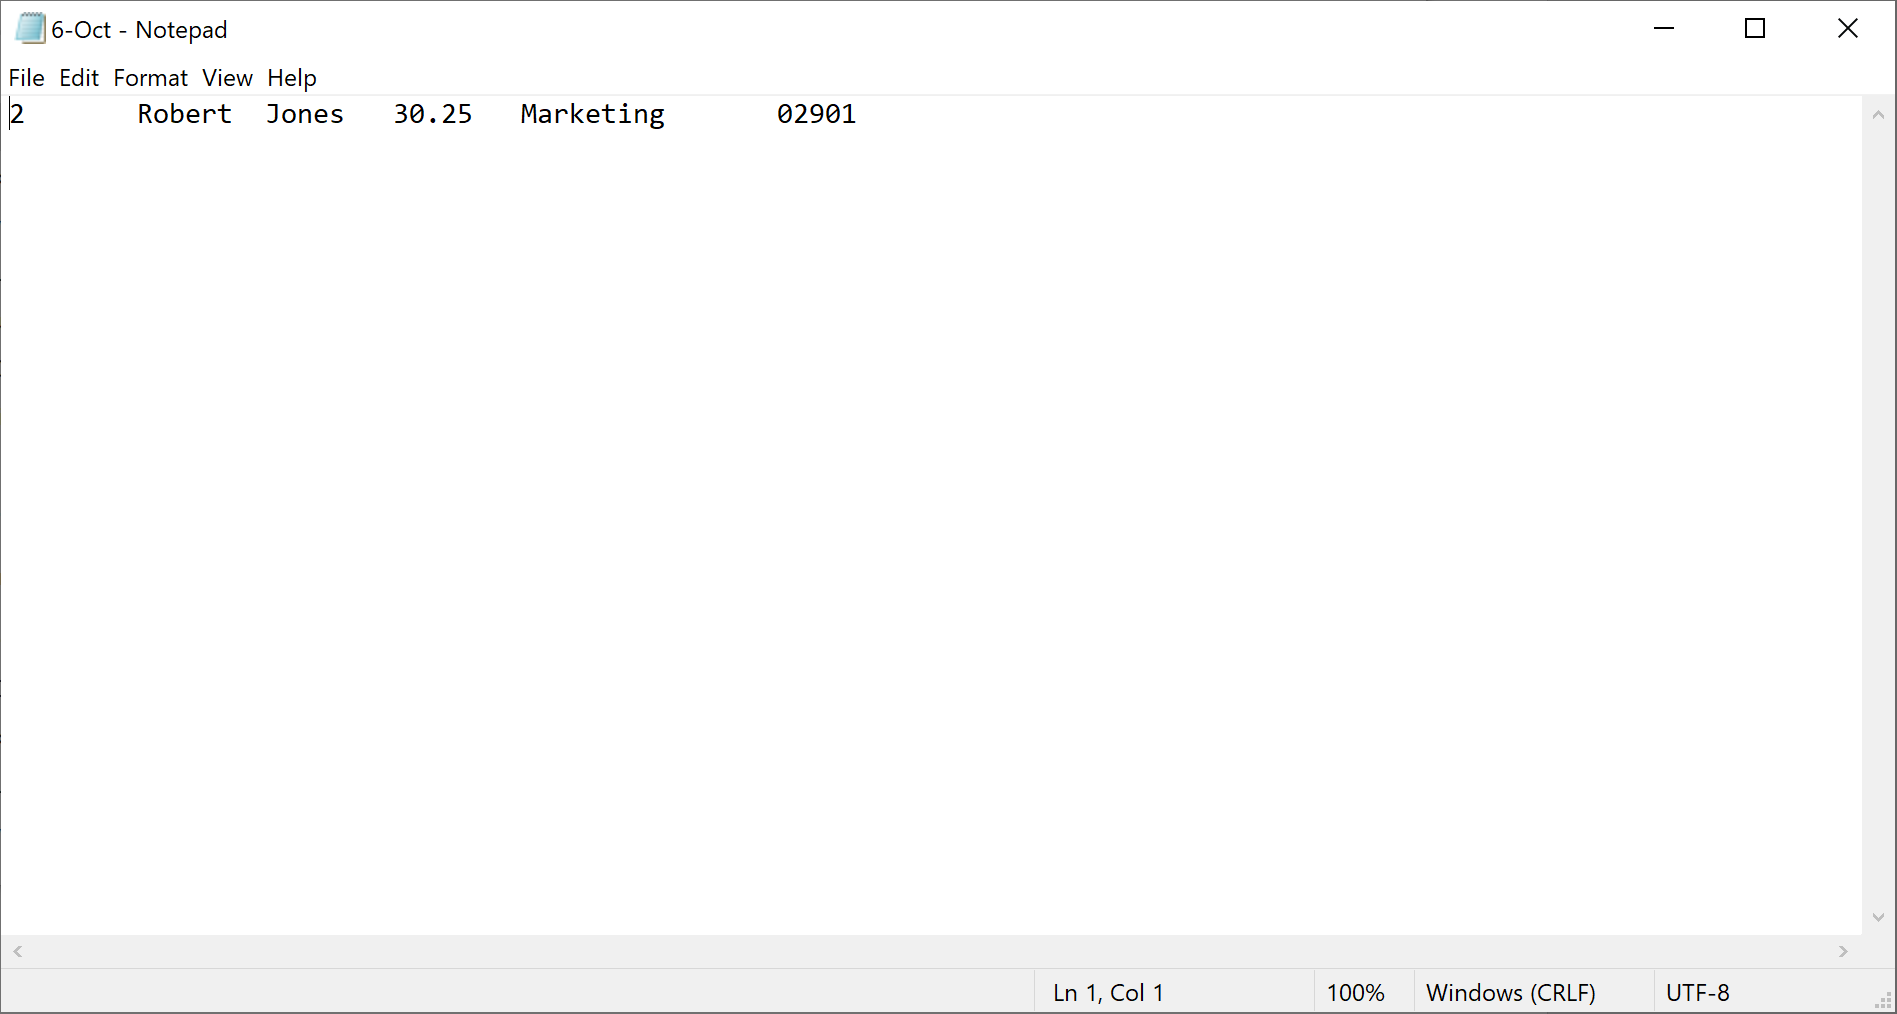 6-Oct - Notepad
File Edit Format View Help
2 Robert Jones 30.25 Marketing 02901
Ln 1, Col 1 100% Windows (CRLF) UTF-8